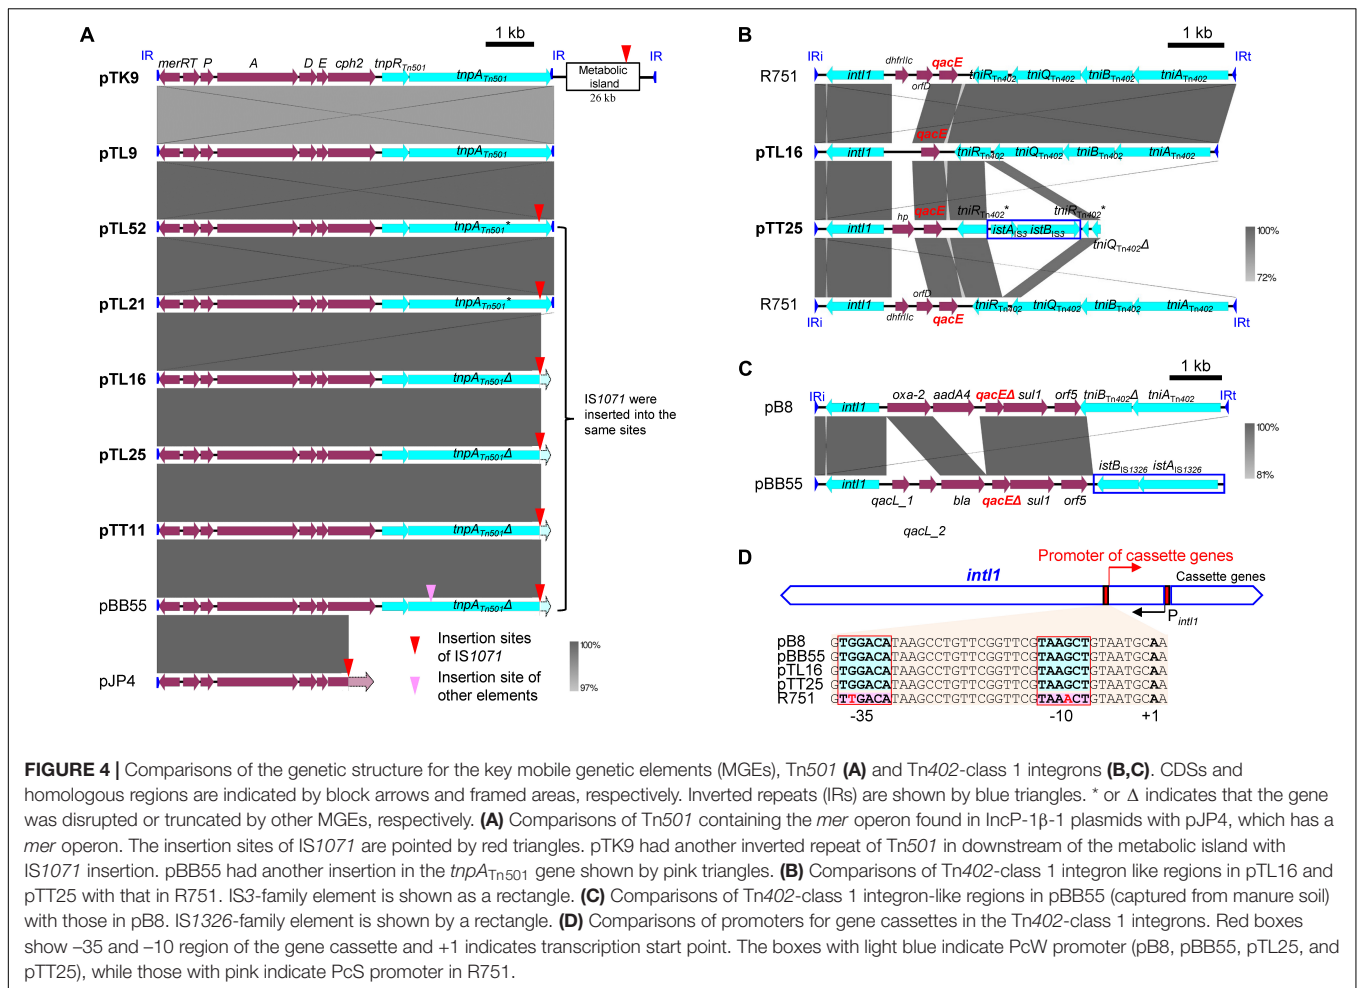 A
1 kb
IR
merRT P A D E cph2 tnpRTn501
IR
IR
pTK9
tnpATn501
Metabolic
island
26 kb
pTL9
tnpATn501
pTL52
tnpATn501*
pTL21
tnpATn501*
pTL16
tnpATn501Δ
IS1071 were
inserted into the
same sites
pTL25
tnpATn501Δ
pTT11
tnpATn501Δ
pBB55
tnpATn501Δ
Insertion sites
of IS1071
Insertion site of
other elements
100%
97%
pJP4
B
1 kb
IRi
dhfrIIc
qacE
IRt
R751
intI1
orfD
tniRTn402
tniQTn402
tniBTn402
tniATn402
qacE
pTL16
intI1
tniRTn402
tniQTn402
tniBTn402
tniATn402
hp
qacE
tniRTn402*
tniRTn402*
pTT25
intI1
istAIS3
istBIS3
tniQTn402Δ
100%
72%
orfD
R751
intI1
tniRTn402
tniQTn402
tniBTn402
tniATn402
IRi
dhfrIIc
qacE
IRt
C
1 kb
IRi
oxa-2
aadA4
qacEΔ
sul1
orf5
tniBTn402Δ
tniATn402
IRt
pB8
intI1
istBIS1326
istAIS1326
pBB55
intI1
qacL_1
bla
qacEΔ
sul1
orf5
qacL_2
100%
81%
D
Promoter of cassette genes
intI1
Cassette genes
PintI1
pB8 GTGGACATAAGCCTGTTCGGTTCGTAAGCTGTAATGCAA
pBB55 GTGGACATAAGCCTGTTCGGTTCGTAAGCTGTAATGCAA
pTL16 GTGGACATAAGCCTGTTCGGTTCGTAAGCTGTAATGCAA
pTT25 GTGGACATAAGCCTGTTCGGTTCGTAAGCTGTAATGCAA
R751 GTTGACATAAGCCTGTTCGGTTCGTAAACTGTAATGCAA
-35 -10 +1
FIGURE 4 | Comparisons of the genetic structure for the key mobile genetic elements (MGEs), Tn501 (A) and Tn402-class 1 integrons (B,C). CDSs and
homologous regions are indicated by block arrows and framed areas, respectively. Inverted repeats (IRs) are shown by blue triangles. * or Δ indicates that the gene
was disrupted or truncated by other MGEs, respectively. (A) Comparisons of Tn501 containing the mer operon found in IncP-1β-1 plasmids with pJP4, which has a
mer operon. The insertion sites of IS1071 are pointed by red triangles. pTK9 had another inverted repeat of Tn501 in downstream of the metabolic island with
IS1071 insertion. pBB55 had another insertion in the tnpATn501 gene shown by pink triangles. (B) Comparisons of Tn402-class 1 integron like regions in pTL16 and
pTT25 with that in R751. IS3-family element is shown as a rectangle. (C) Comparisons of Tn402-class 1 integron-like regions in pBB55 (captured from manure soil)
with those in pB8. IS1326-family element is shown by a rectangle. (D) Comparisons of promoters for gene cassettes in the Tn402-class 1 integrons. Red boxes
show –35 and –10 region of the gene cassette and +1 indicates transcription start point. The boxes with light blue indicate PcW promoter (pB8, pBB55, pTL25, and
pTT25), while those with pink indicate PcS promoter in R751.